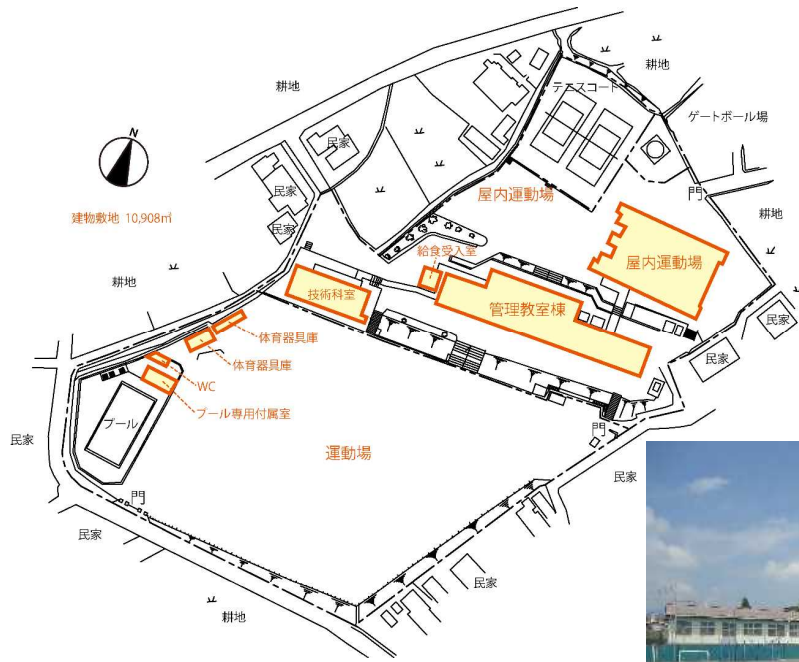 耕地
耕地
テニスコート
ゲートボール場
民家
N
民家
門
屋内運動場
建物敷地 10,908㎡
民家
耕地
給食受入室
屋内運動場
耕地
技術科室
管理教室棟
民家
体育器具庫
体育器具庫
民家
WC
プール専用付属室
プール
門
民家
運動場
民家
門
民家
民家
耕地